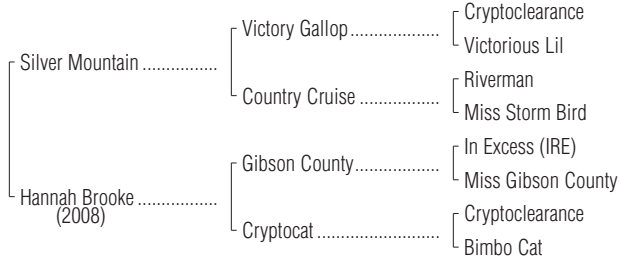 Cryptoclearance
Victory Gallop ....................
Victorious Lil
Silver Mountain ................
Riverman
Country Cruise ..................
Miss Storm Bird
In Excess (IRE)
Gibson County...................
Miss Gibson County
Hannah Brooke .................
(2008)
Cryptoclearance
Cryptocat ...........................
Bimbo Cat